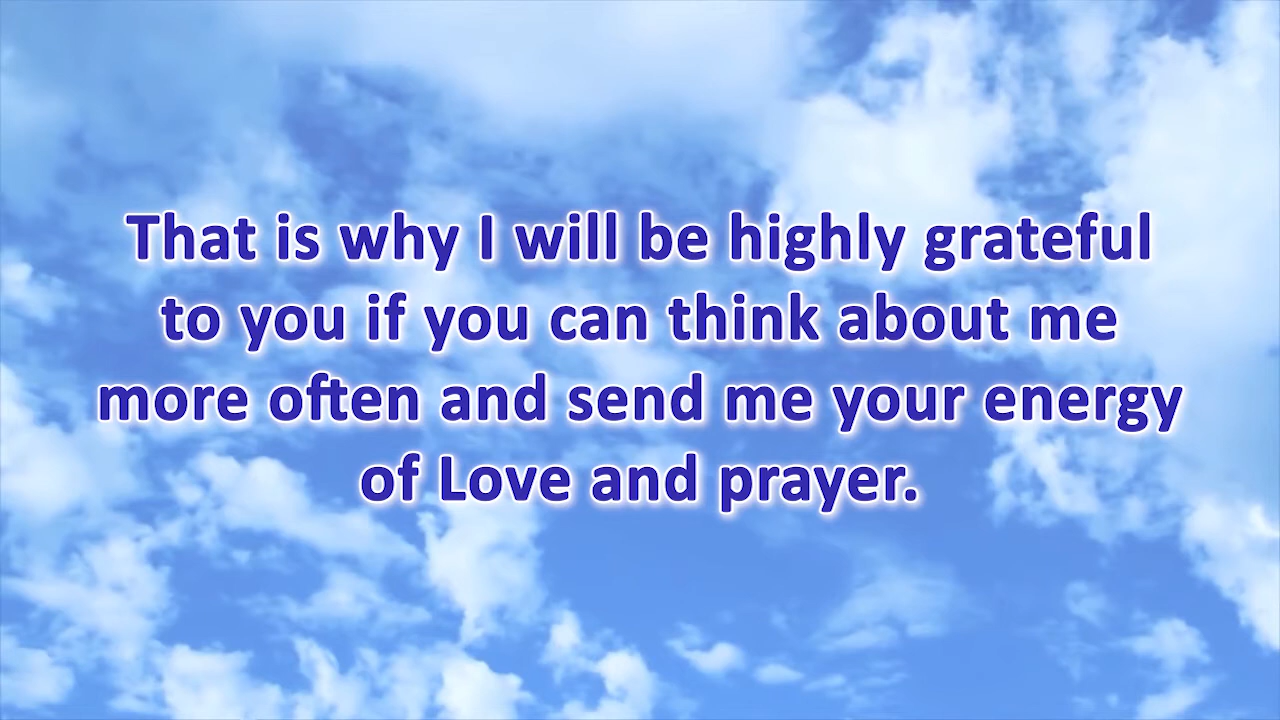 That is why I will be highly grateful
to you if you can think about me
more often and send me your energy
of Love and prayer.